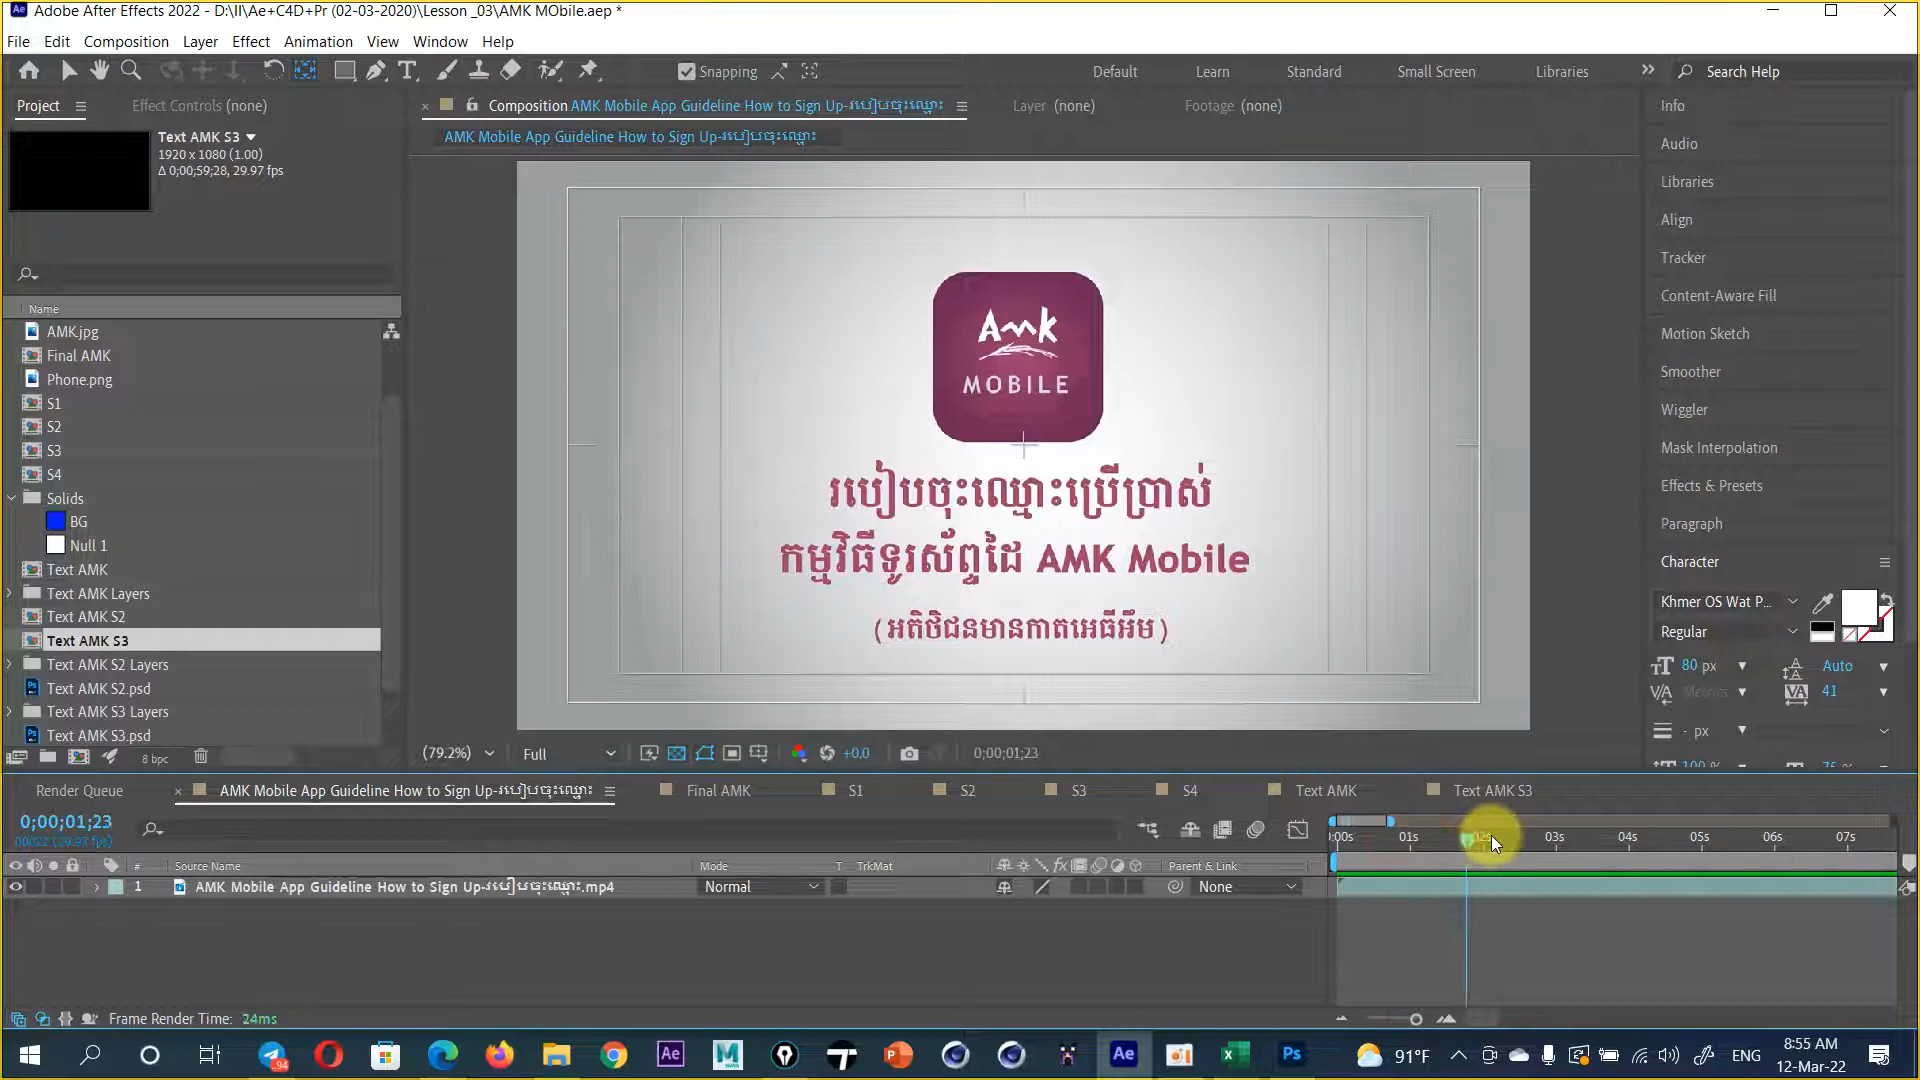 Adobe After Effects 2022 - D:\II\Ae+C4D+Pr (02-03-2020)\Lesson _03\AMK MObile.aep *
File Edit Composition Layer Effect Animation View Window Help
Snapping Default Learn Standard Small Screen Libraries Search Help
Project Effect Controls (none)
Composition AMK Mobile App Guideline How to Sign Up-របៀបចុះឈ្មោះ Layer (none) Footage (none)
AMK Mobile App Guideline How to Sign Up-របៀបចុះឈ្មោះ
Text AMK S3
1920 x 1080 (1.00)
Δ 0;00;59;28, 29.97 fps
Name
AMK.jpg
Final AMK
Phone.png
S1
S2
S3
S4
Solids
BG
Null 1
Text AMK
Text AMK Layers
Text AMK S2
Text AMK S3
Text AMK S2 Layers
Text AMK S2.psd
Text AMK S3 Layers
Text AMK S3.psd
8 bpc
Amk
MOBILE
របៀបចុះឈ្មោះប្រើប្រាស់
កម្មវិធីទូរស័ព្ទដៃ AMK Mobile
(អតិថិជនមានកាតអេធីអឹម)
(79.2%) Full +0.0 0;00;01;23
Info
Audio
Libraries
Align
Tracker
Content-Aware Fill
Motion Sketch
Smoother
Wiggler
Mask Interpolation
Effects & Presets
Paragraph
Character
Khmer OS Wat P...
Regular
80 px Auto
Metrics 41
- px
100 % 75 %
Render Queue AMK Mobile App Guideline How to Sign Up-របៀបចុះឈ្មោះ Final AMK S1 S2 S3 S4 Text AMK Text AMK S3
0;00;01;23
(29.97 fps)
:00s 01s 02s 03s 04s 05s 06s 07s
# Source Name Mode T TrkMat Parent & Link
1 AMK Mobile App Guideline How to Sign Up-របៀបចុះឈ្មោះ.mp4 Normal None
Frame Render Time: 24ms
91°F ENG 8:55 AM
12-Mar-22